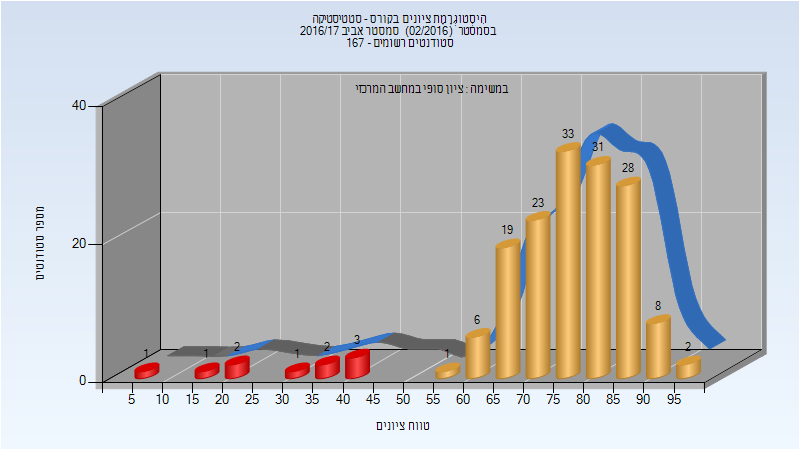 היסטוגרמת ציונים בקורס - סטטיסטיקה
בסמסטר (02/2016) סמסטר אביב 2016/17
סטודנטים רשומים - 167
במשימה : ציון סופי במחשב המרכזי
מספר סטודנטים
40
20
0
1
1
2
1
2
3
1
6
19
23
33
31
28
8
2
5 10 15 20 25 30 35 40 45 50 55 60 65 70 75 80 85 90 95
טווח ציונים